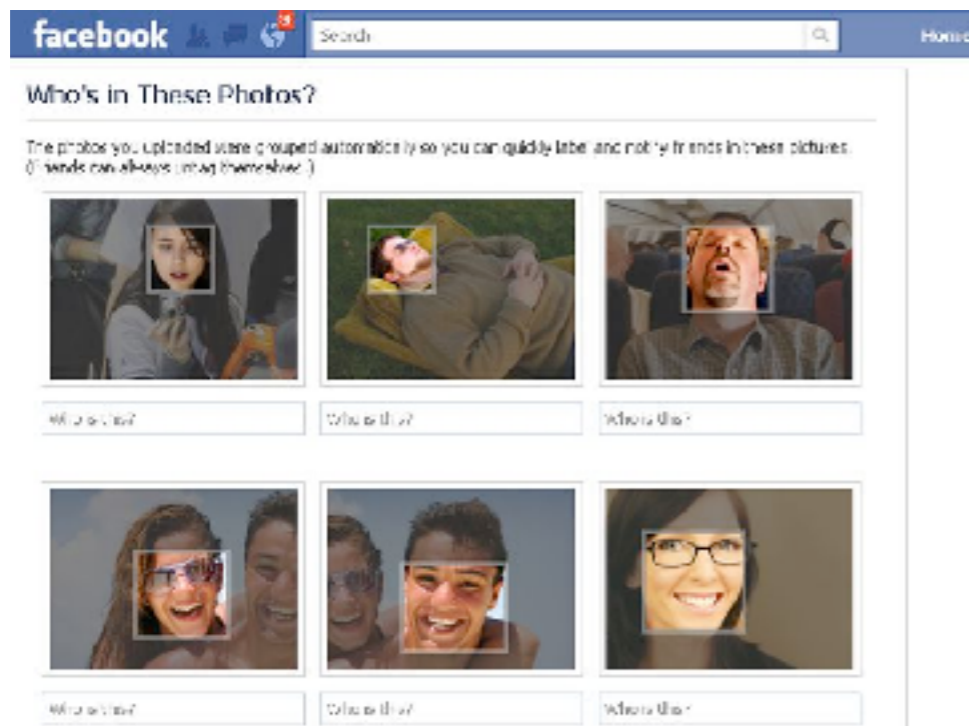 facebook Search Home
Who's in These Photos?
The photos you uploaded were grouped automatically so you can quickly label and notify friends in these pictures.
(Friends can always untag themselves.)
Who is this? Who is this? Who is this?
Who is this? Who is this? Who is this?